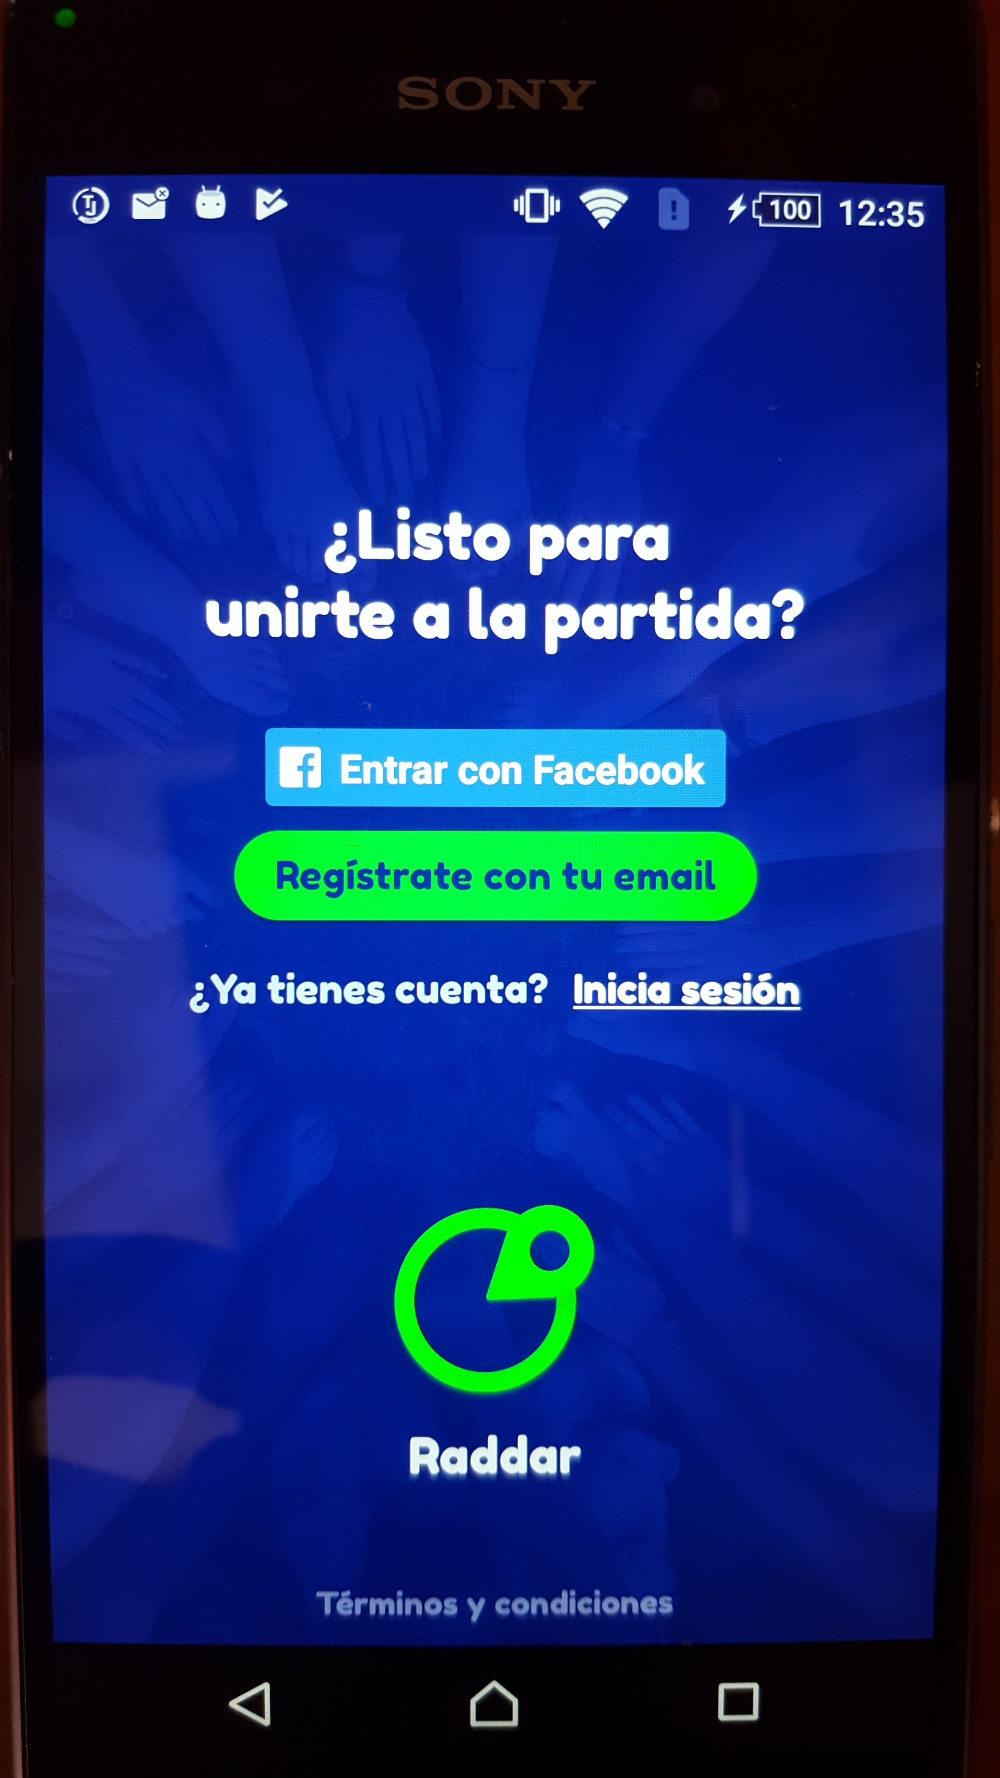 SONY
TJ
100 12:35
¿Listo para
unirte a la partida?
Entrar con Facebook
Regístrate con tu email
¿Ya tienes cuenta? Inicia sesión
Raddar
Términos y condiciones